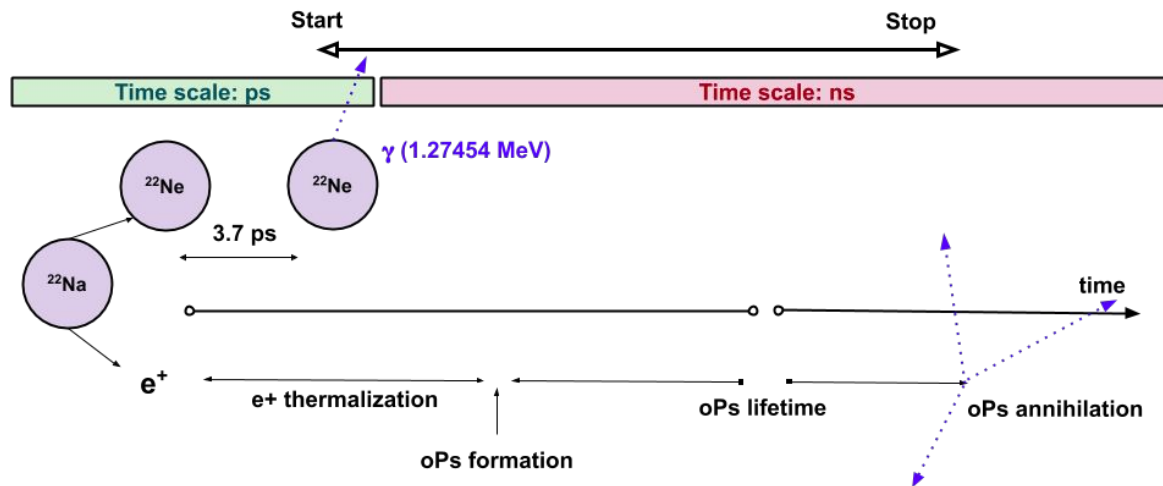 Start
Stop
Time scale: ps
Time scale: ns
γ (1.27454 MeV)
²²Ne
²²Ne
3.7 ps
²²Na
time
e⁺
e+ thermalization
oPs lifetime
oPs annihilation
oPs formation